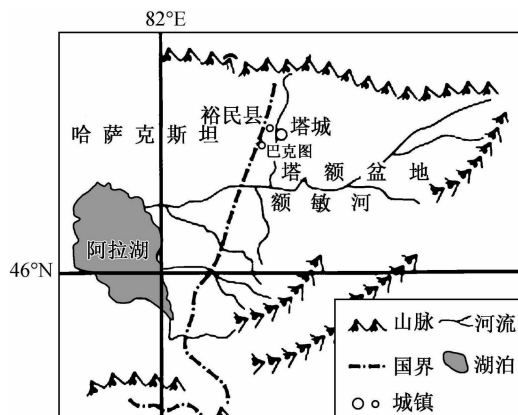 82°E
裕民县
塔城
哈萨克斯坦
巴克图
塔额盆地
额敏河
阿拉湖
46°N
山脉
河流
国界
湖泊
城镇